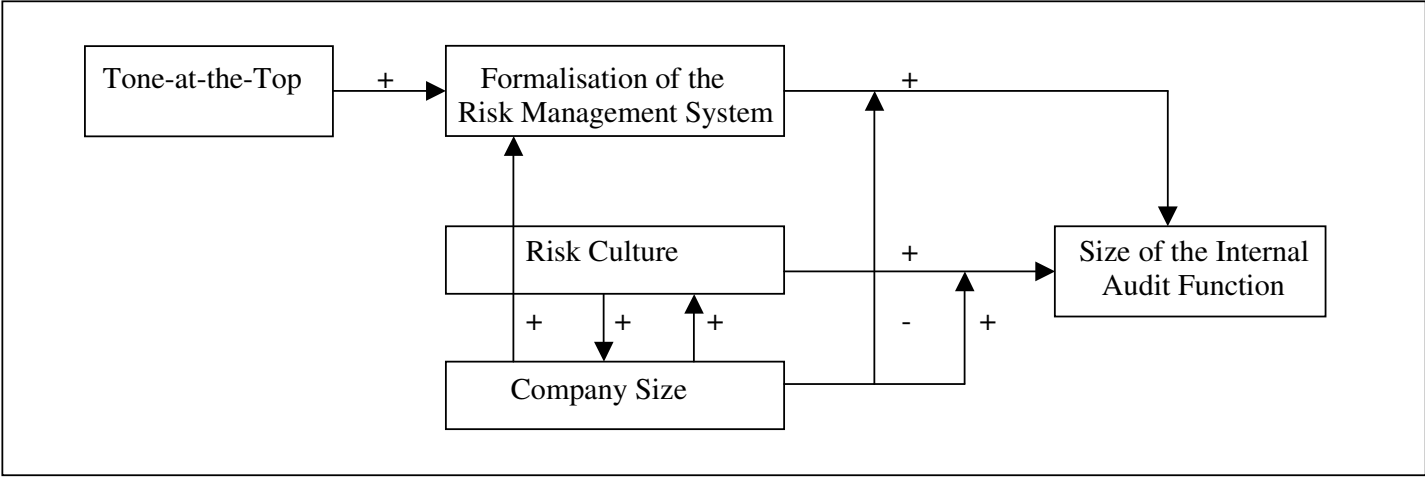 Tone-at-the-Top
+
Formalisation of the
Risk Management System
+
Risk Culture
+
Size of the Internal
Audit Function
+
+
+
-
+
Company Size